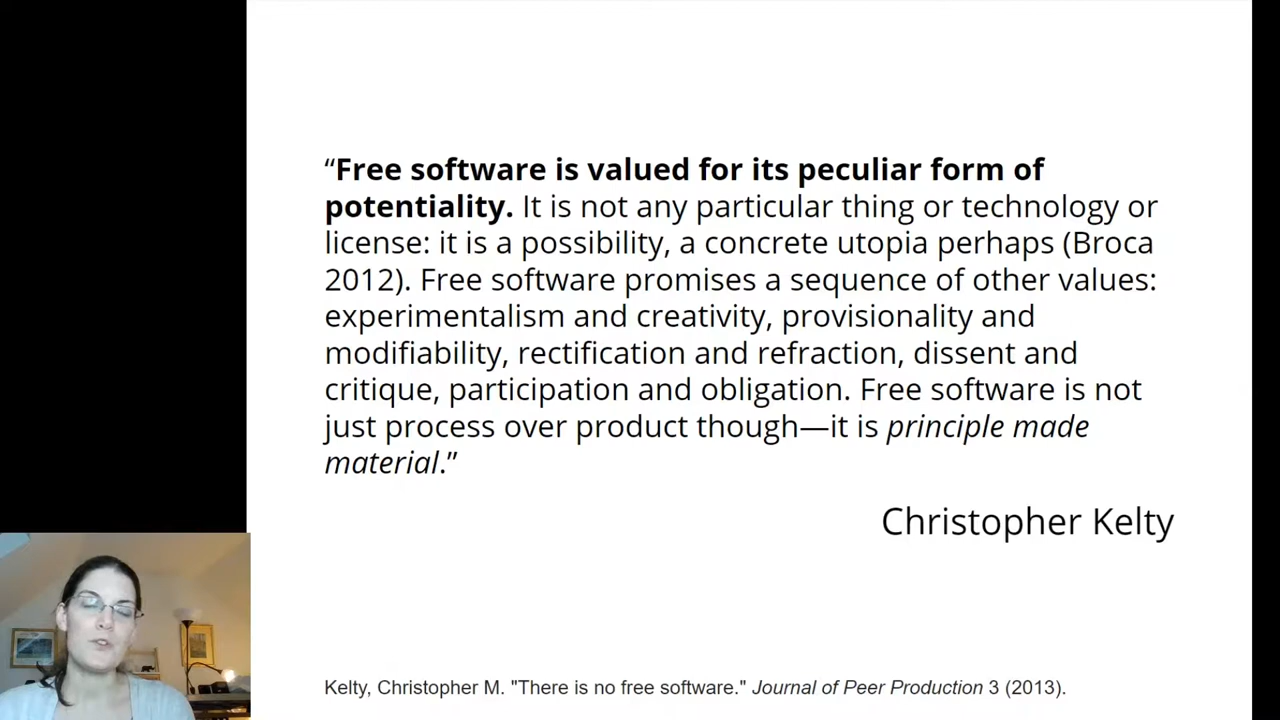 “Free software is valued for its peculiar form of
potentiality. It is not any particular thing or technology or
license: it is a possibility, a concrete utopia perhaps (Broca
2012). Free software promises a sequence of other values:
experimentalism and creativity, provisionality and
modifiability, rectification and refraction, dissent and
critique, participation and obligation. Free software is not
just process over product though—it is principle made
material.”
Christopher Kelty
Kelty, Christopher M. "There is no free software." Journal of Peer Production 3 (2013).